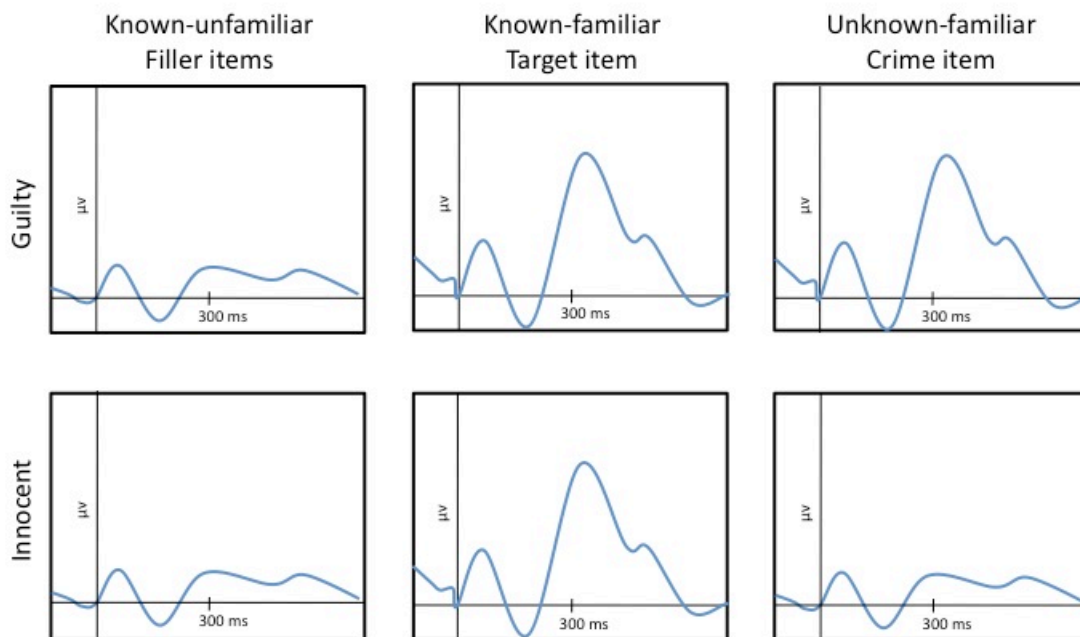 Known-unfamiliar
Filler items
Known-familiar
Target item
Unknown-familiar
Crime item
Guilty
μv
300 ms
μv
300 ms
μv
300 ms
Innocent
μv
300 ms
μv
300 ms
μv
300 ms